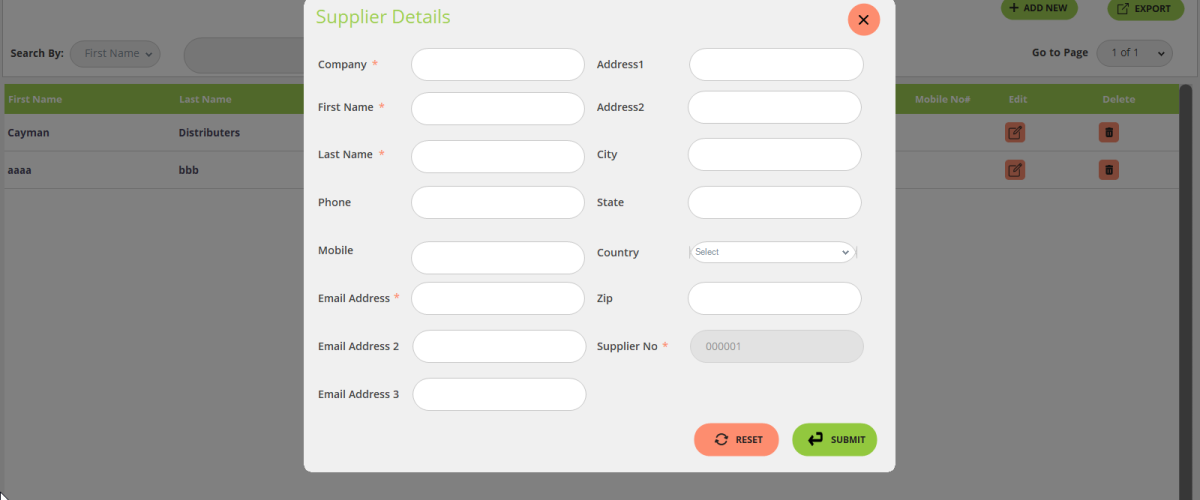 Supplier Details
ADD NEW
EXPORT
Search By:
First Name
Go to Page
1 of 1
First Name
Last Name
Mobile No#
Edit
Delete
Cayman
Distributers
aaaa
bbb
Company *
Address1
First Name *
Address2
Last Name *
City
Phone
State
Mobile
Country
Select
Email Address *
Zip
Email Address 2
Supplier No *
000001
Email Address 3
RESET
SUBMIT